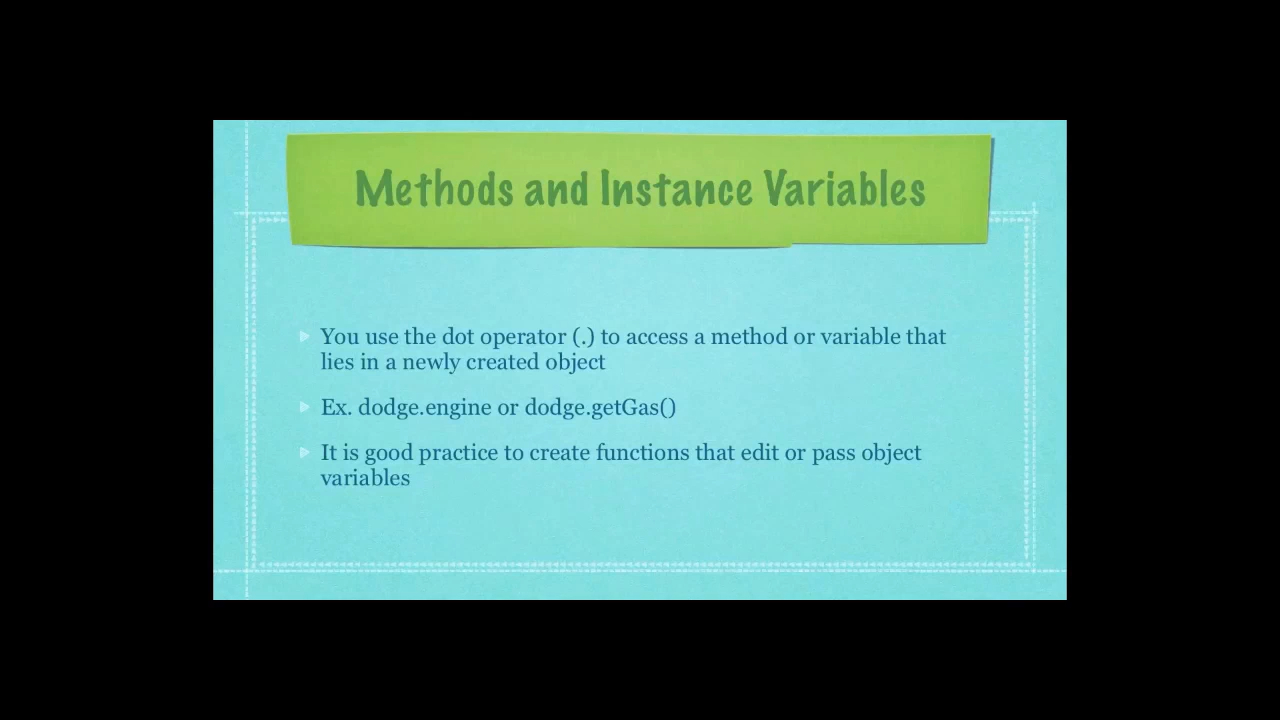 Methods and Instance Variables
You use the dot operator (.) to access a method or variable that
lies in a newly created object
Ex. dodge.engine or dodge.getGas()
It is good practice to create functions that edit or pass object
variables